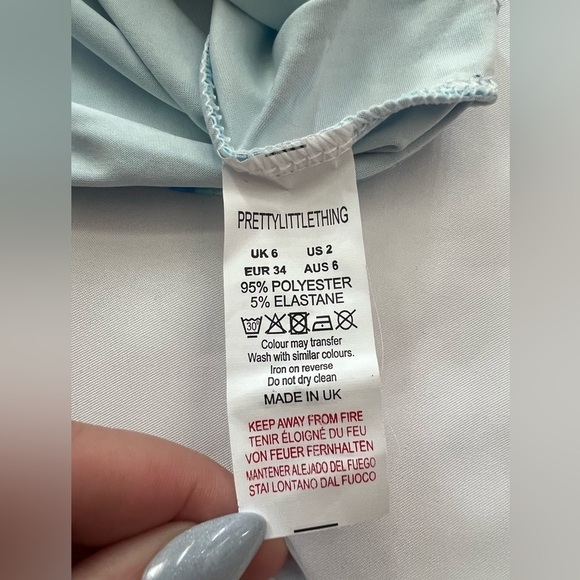 PRETTYLITTLETHING
UK 6 US 2
EUR 34 AUS 6
95% POLYESTER
5% ELASTANE
30°
Colour may transfer
Wash with similar colours.
Iron on reverse
Do not dry clean
MADE IN UK
KEEP AWAY FROM FIRE
TENIR ÉLOIGNÉ DU FEU
VON FEUER FERNHALTEN
MANTENER ALEJADO DEL FUEGO
STAI LONTANO DAL FUOCO